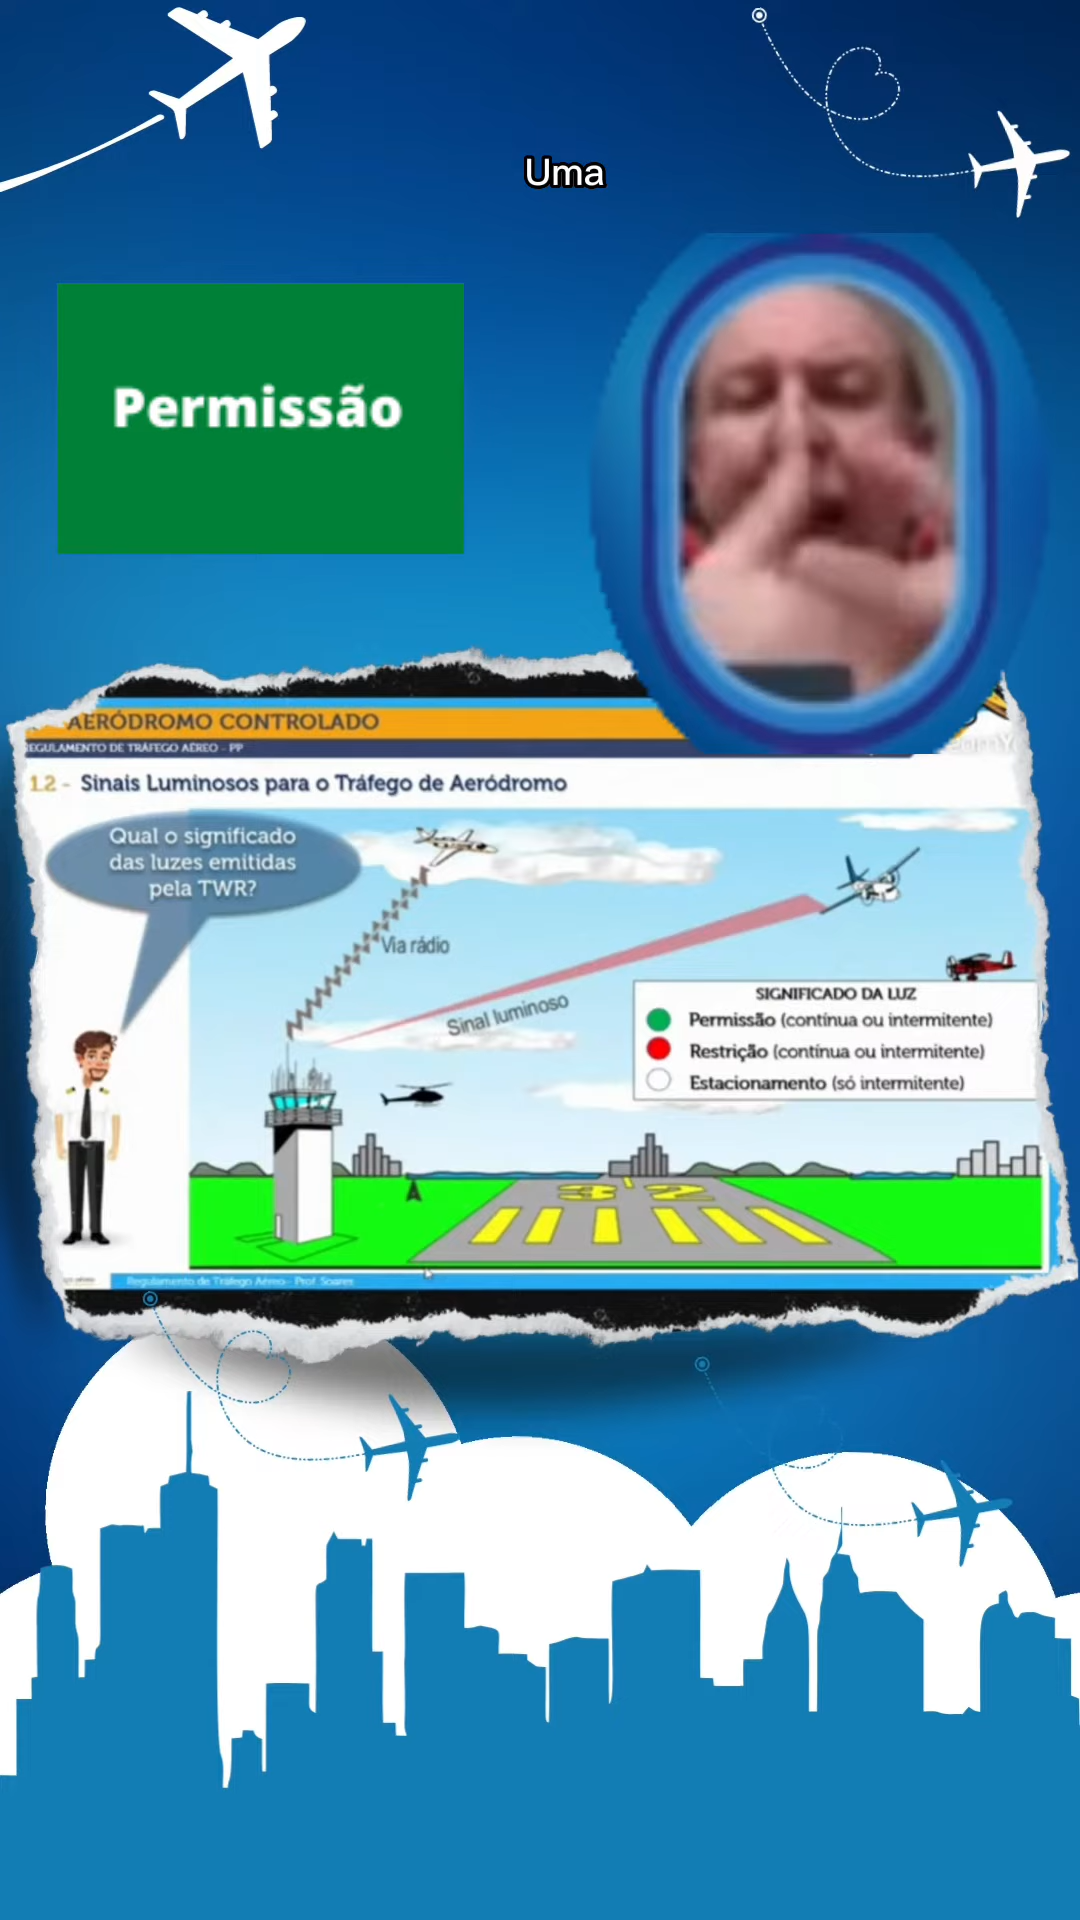 Uma
Permissão
AERÓDROMO CONTROLADO
REGULAMENTO DE TRÁFEGO AÉREO - PP
1.2 - Sinais Luminosos para o Tráfego de Aeródromo
Qual o significado
das luzes emitidas
pela TWR?
Via rádio
Sinal luminoso
SIGNIFICADO DA LUZ
Permissão (contínua ou intermitente)
Restrição (contínua ou intermitente)
Estacionamento (só intermitente)
32
Regulamento de Tráfego Aéreo - Prof. Soares